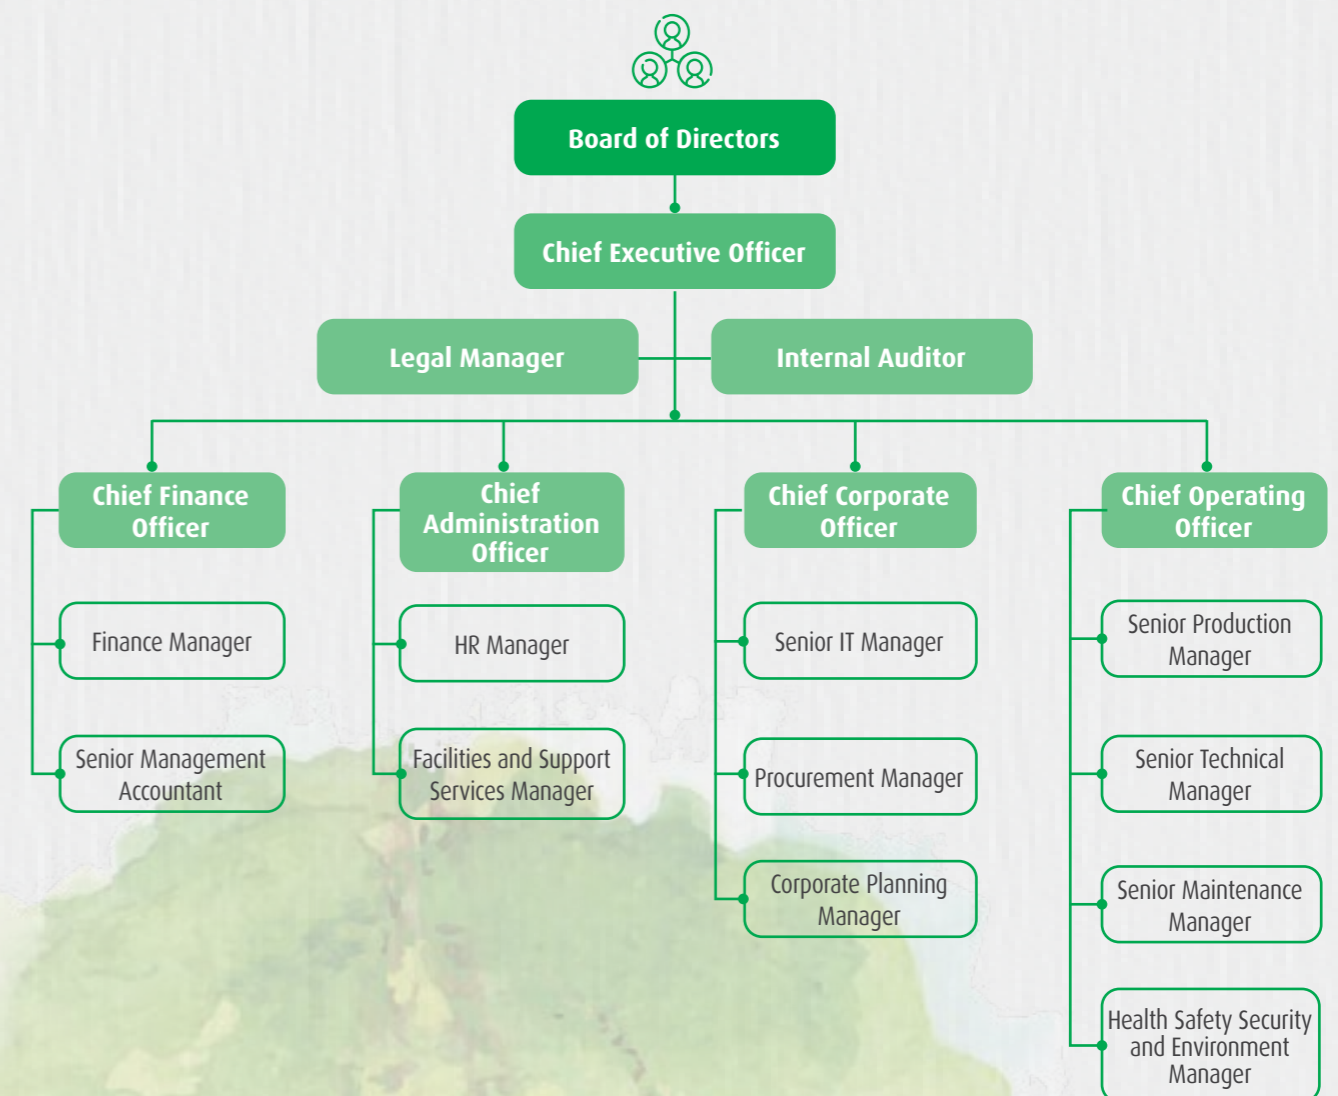 Board of Directors
Chief Executive Officer
Legal Manager
Internal Auditor
Chief Finance
Officer
Finance Manager
Senior Management
Accountant
Chief
Administration
Officer
HR Manager
Facilities and Support
Services Manager
Chief Corporate
Officer
Senior IT Manager
Procurement Manager
Corporate Planning
Manager
Chief Operating
Officer
Senior Production
Manager
Senior Technical
Manager
Senior Maintenance
Manager
Health Safety Security
and Environment
Manager